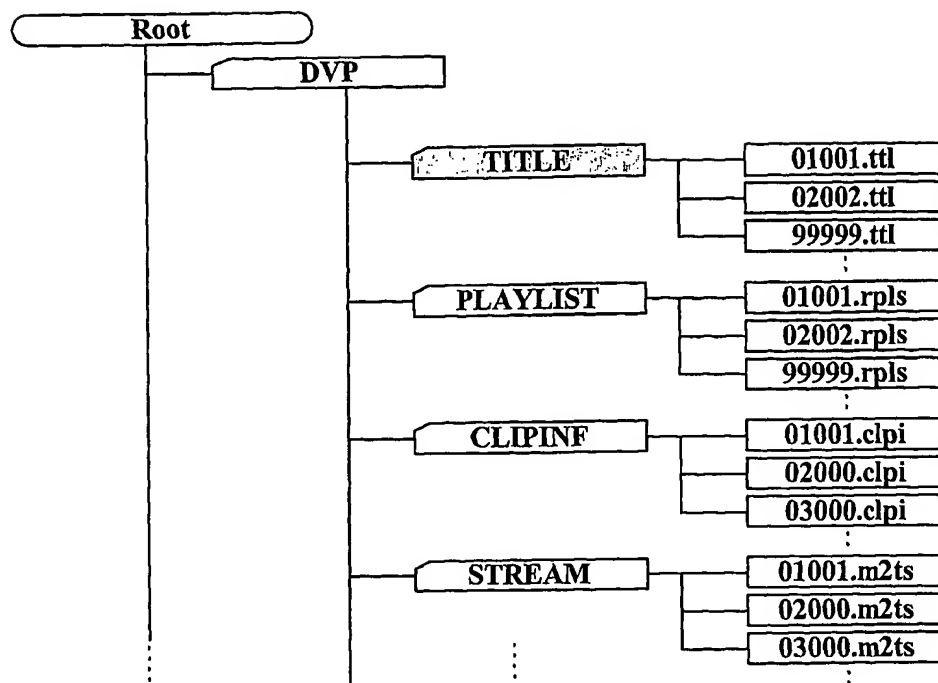 Root
DVP
TITLE
01001.ttl
02002.ttl
99999.ttl
PLAYLIST
01001.rpls
02002.rpls
99999.rpls
CLIPINF
01001.clpi
02000.clpi
03000.clpi
STREAM
01001.m2ts
02000.m2ts
03000.m2ts